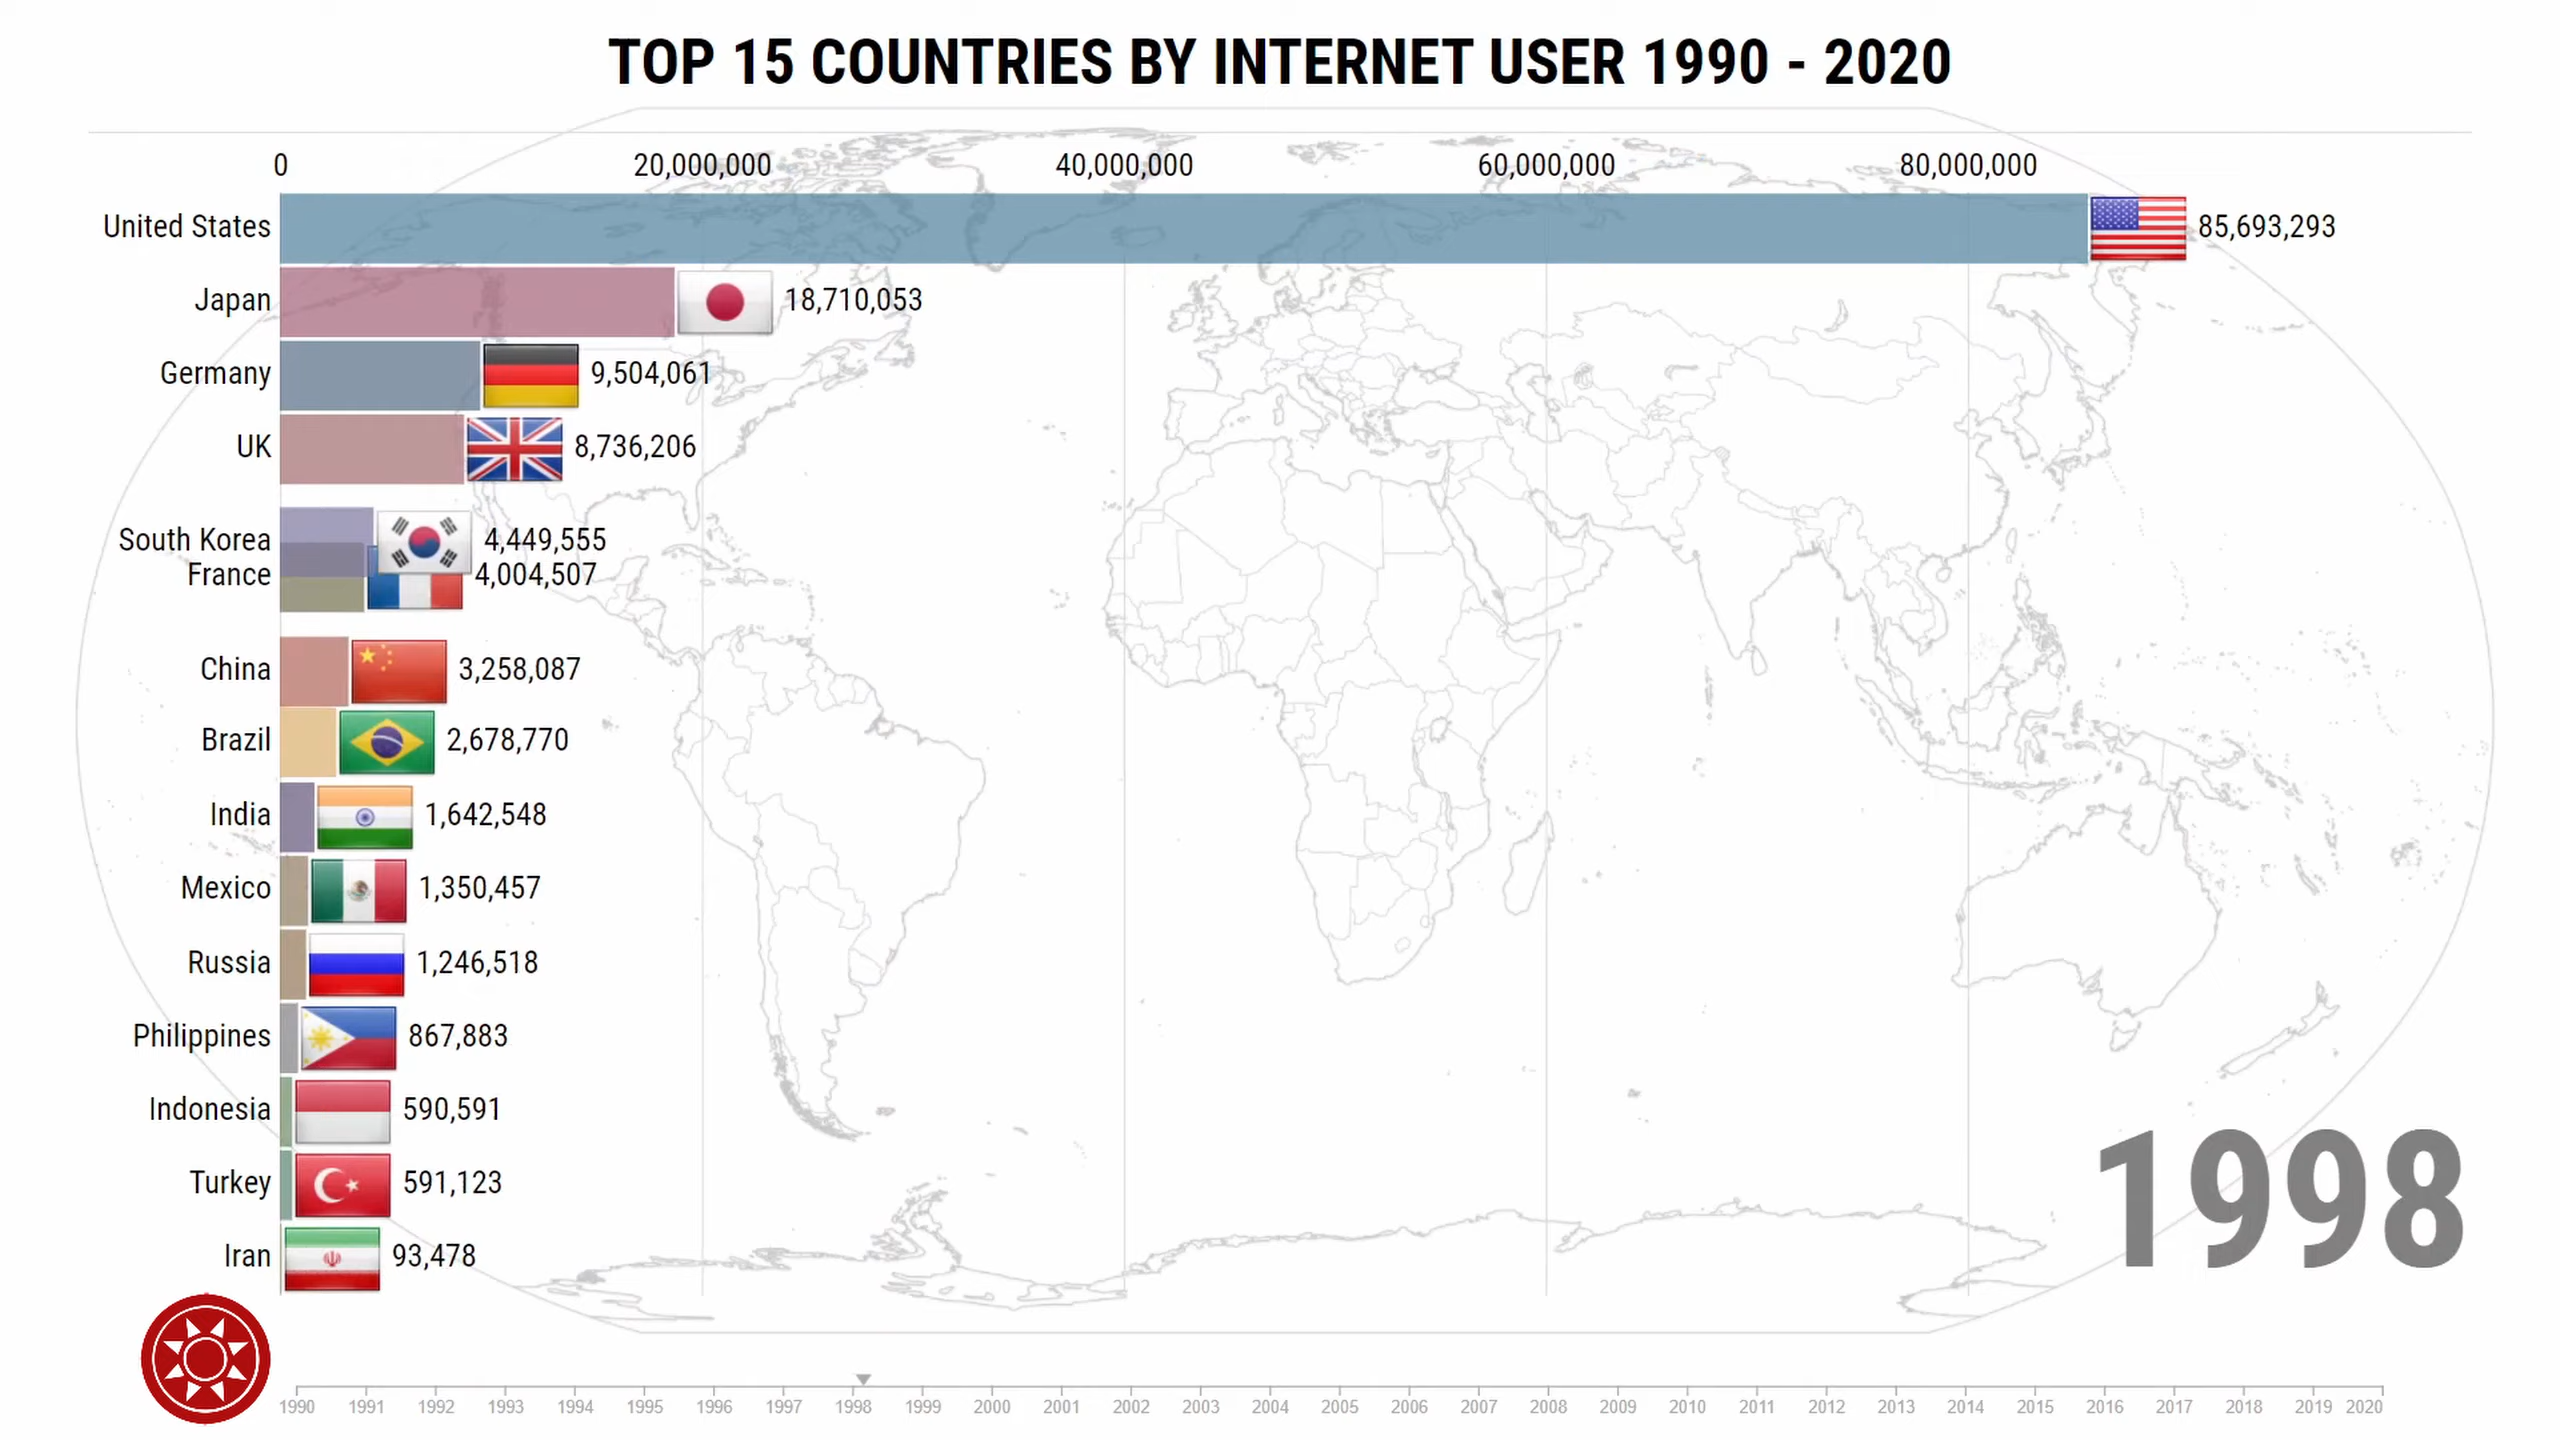 TOP 15 COUNTRIES BY INTERNET USER 1990 - 2020
0 20,000,000 40,000,000 60,000,000 80,000,000
United States 85,693,293
Japan 18,710,053
Germany 9,504,061
UK 8,736,206
South Korea 4,449,555
France 4,004,507
China 3,258,087
Brazil 2,678,770
India 1,642,548
Mexico 1,350,457
Russia 1,246,518
Philippines 867,883
Indonesia 590,591
Turkey 591,123
Iran 93,478
1998
1990 1991 1992 1993 1994 1995 1996 1997 1998 1999 2000 2001 2002 2003 2004 2005 2006 2007 2008 2009 2010 2011 2012 2013 2014 2015 2016 2017 2018 2019 2020